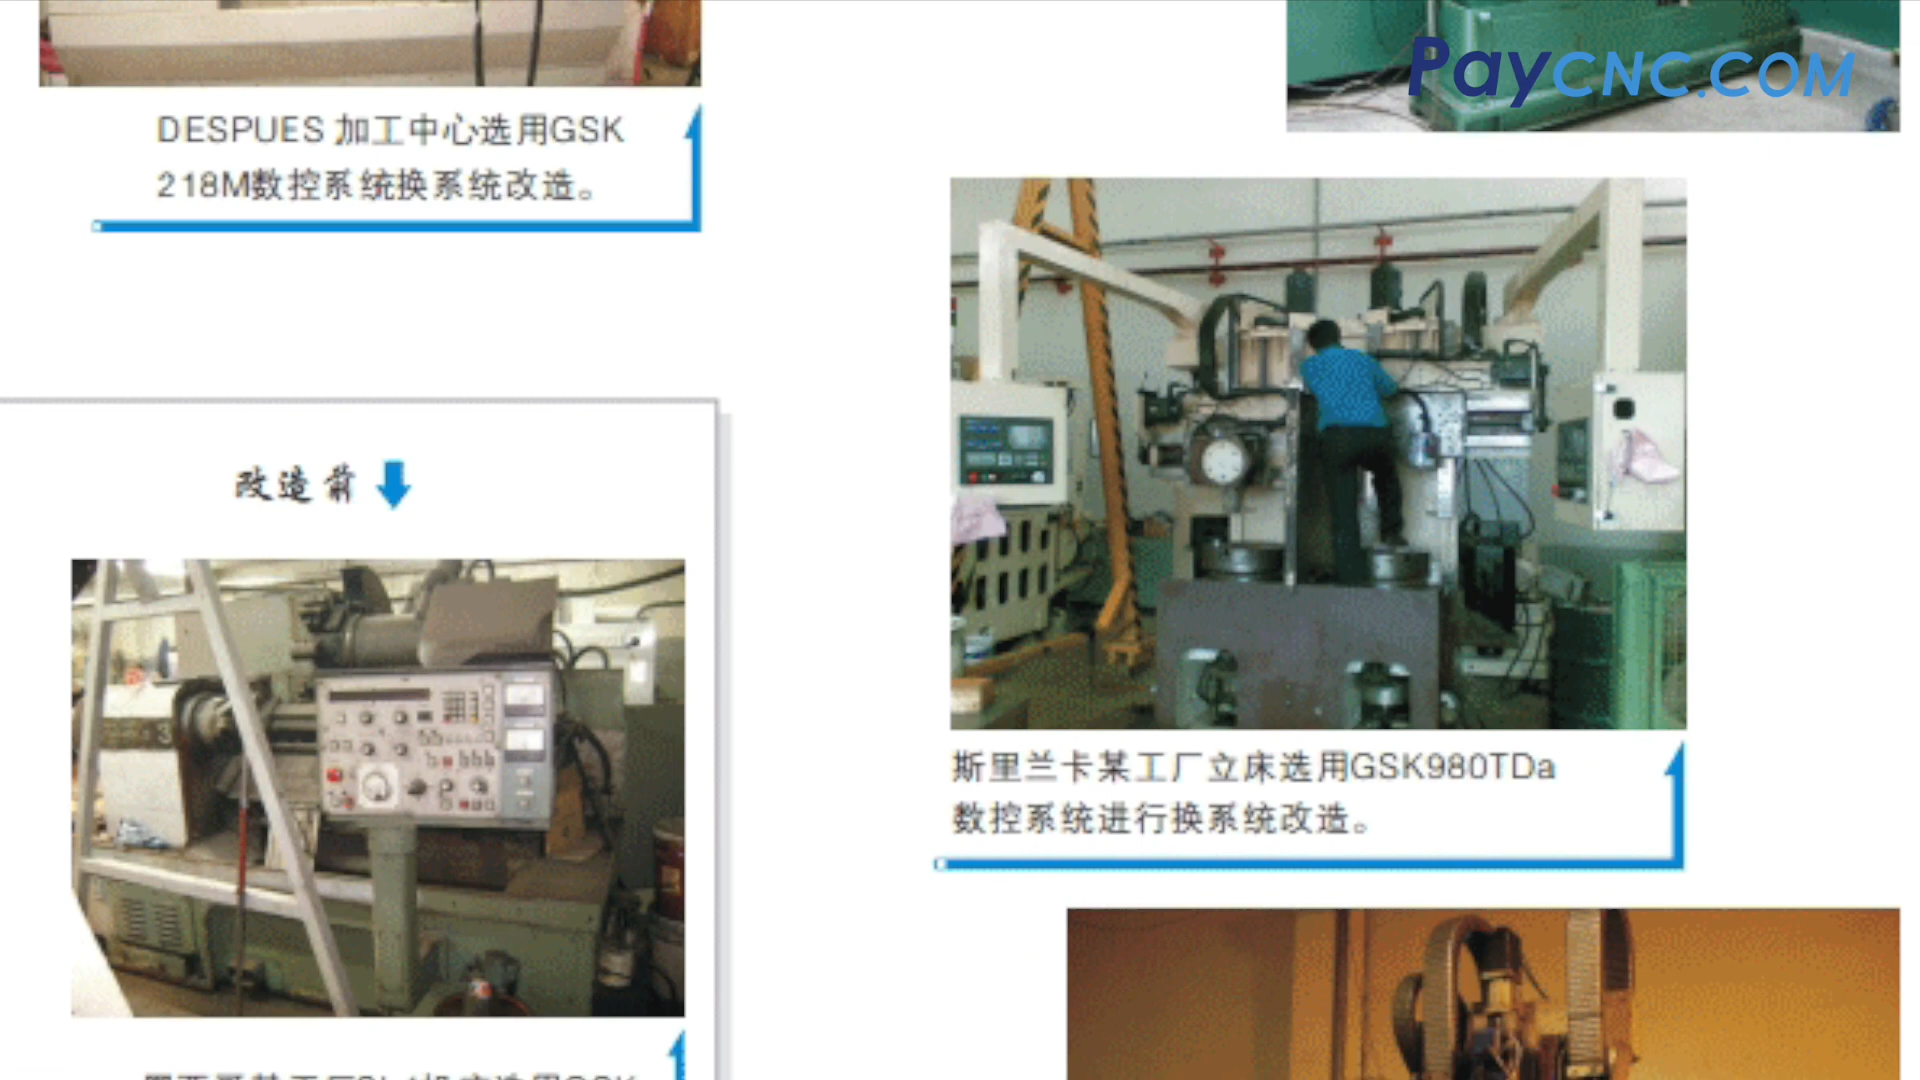 PayCNC.COM
DESPUES 加工中心选用GSK
218M数控系统换系统改造。
改造前
3
斯里兰卡某工厂立床选用GSK980TDa
数控系统进行换系统改造。